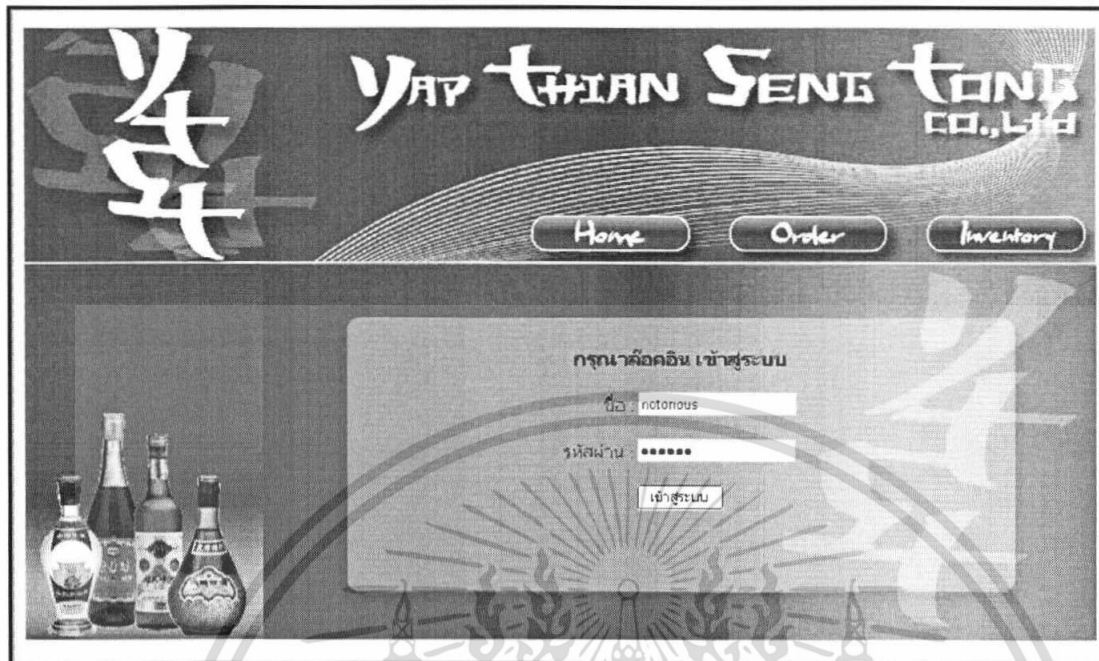 YAP THIAN SENG TONG
CO.,Ltd
Home Order Inventory
กรุณาล๊อคอิน เข้าสู่ระบบ
ชื่อ : notorious
รหัสผ่าน : ••••••
เข้าสู่ระบบ